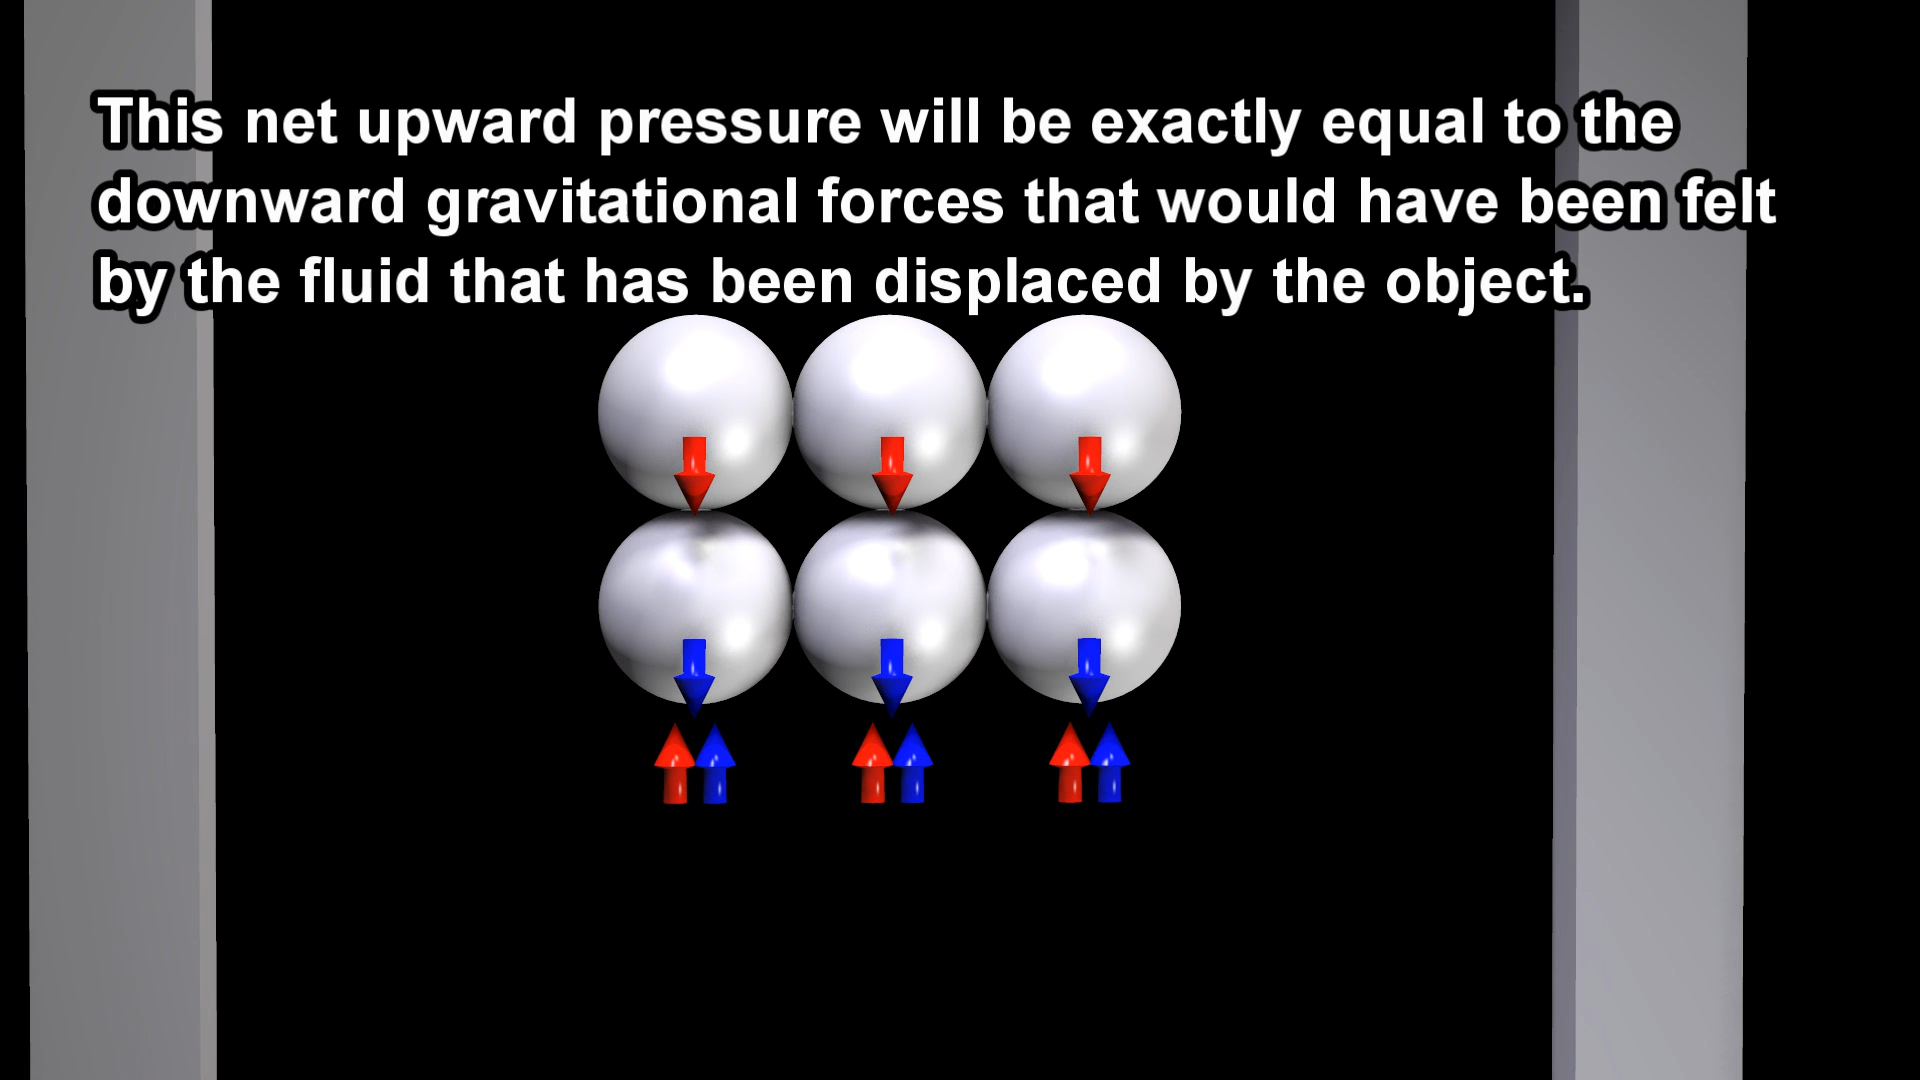 This net upward pressure will be exactly equal to the
downward gravitational forces that would have been felt
by the fluid that has been displaced by the object.